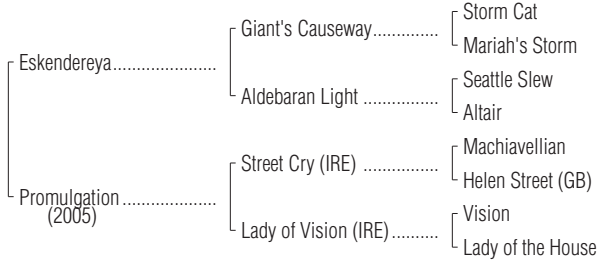 Storm Cat
Giant's Causeway..............
Mariah's Storm
Eskendereya......................
Seattle Slew
Aldebaran Light ...............
Altair
Machiavellian
Street Cry (IRE) ...............
Helen Street (GB)
Promulgation....................
(2005)
Vision
Lady of Vision (IRE)..........
Lady of the House